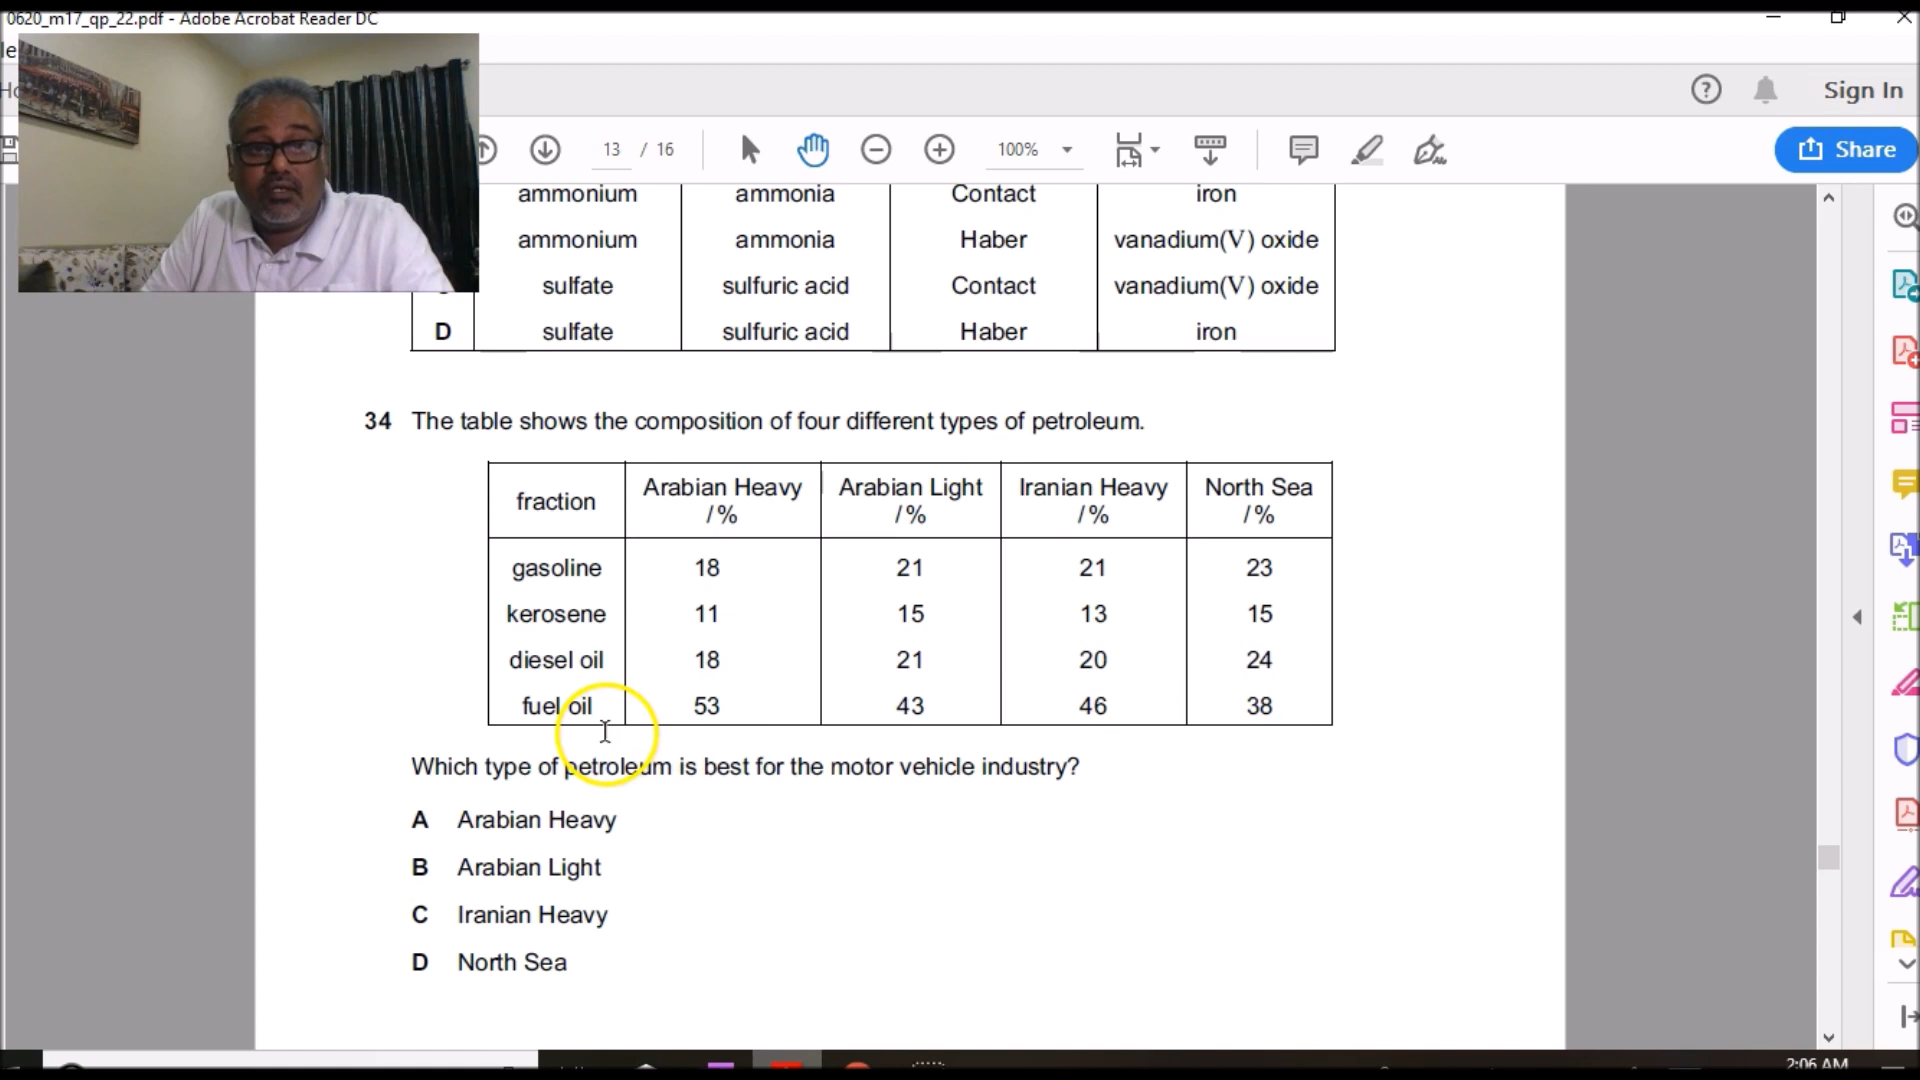 0620_m17_qp_22.pdf - Adobe Acrobat Reader DC
Sign In
13 / 16
100%
Share
ammonium ammonia Contact iron
ammonium ammonia Haber vanadium(V) oxide
sulfate sulfuric acid Contact vanadium(V) oxide
D sulfate sulfuric acid Haber iron
34 The table shows the composition of four different types of petroleum.
fraction Arabian Heavy /% Arabian Light /% Iranian Heavy /% North Sea /%
gasoline 18 21 21 23
kerosene 11 15 13 15
diesel oil 18 21 20 24
fuel oil 53 43 46 38
Which type of petroleum is best for the motor vehicle industry?
A Arabian Heavy
B Arabian Light
C Iranian Heavy
D North Sea
2:06 AM